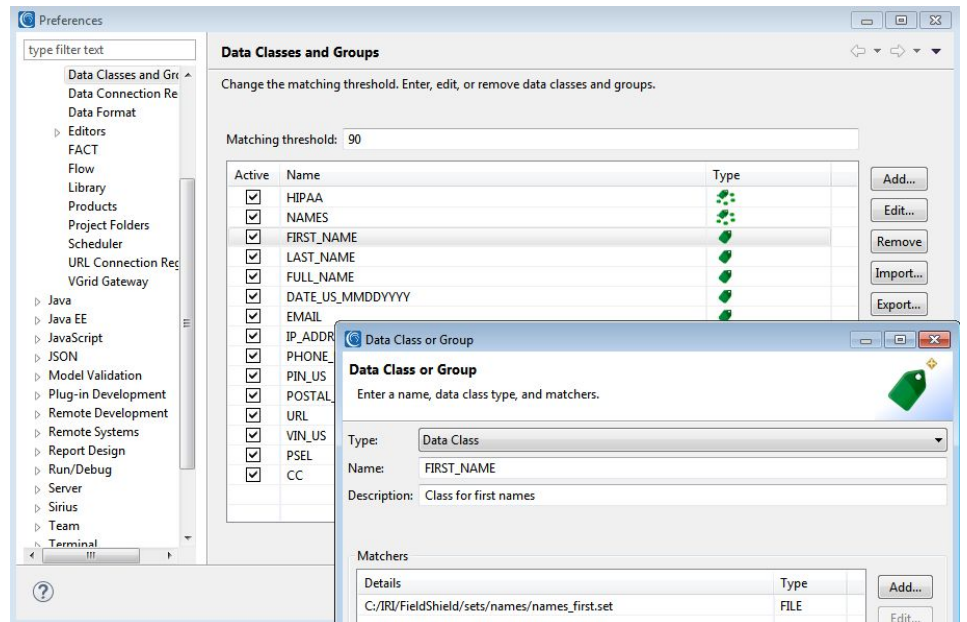 Preferences
type filter text
Data Classes and Gro
Data Connection Re
Data Format
Editors
FACT
Flow
Library
Products
Project Folders
Scheduler
URL Connection Reg
VGrid Gateway
Java
Java EE
JavaScript
JSON
Model Validation
Plug-in Development
Remote Development
Remote Systems
Report Design
Run/Debug
Server
Sirius
Team
Terminal
Data Classes and Groups
Change the matching threshold. Enter, edit, or remove data classes and groups.
Matching threshold: 90
Active Name Type
HIPAA
NAMES
FIRST_NAME
LAST_NAME
FULL_NAME
DATE_US_MMDDYYYY
EMAIL
IP_ADDR
PHONE_
PIN_US
POSTAL_
URL
VIN_US
PSEL
CC
Add...
Edit...
Remove
Import...
Export...
Data Class or Group
Data Class or Group
Enter a name, data class type, and matchers.
Type: Data Class
Name: FIRST_NAME
Description: Class for first names
Matchers
Details Type
C:/IRI/FieldShield/sets/names/names_first.set FILE
Add...
Edit...